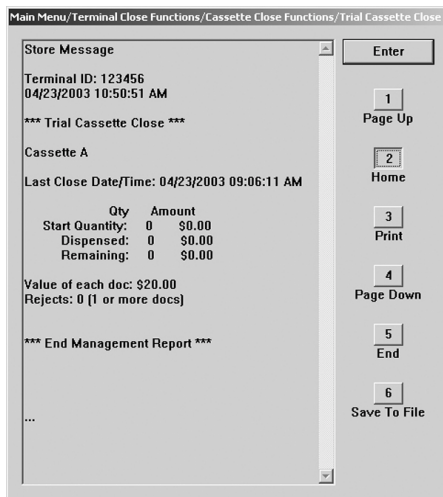 Main Menu/Terminal Close Functions/Cassette Close Functions/Trial Cassette Close
Store Message
Terminal ID: 123456
04/23/2003 10:50:51 AM
*** Trial Cassette Close ***
Cassette A
Last Close Date/Time: 04/23/2003 09:06:11 AM
Qty Amount
Start Quantity: 0 $0.00
Dispensed: 0 $0.00
Remaining: 0 $0.00
Value of each doc: $20.00
Rejects: 0 (1 or more docs)
*** End Management Report ***
...
Enter
1
Page Up
2
Home
3
Print
4
Page Down
5
End
6
Save To File